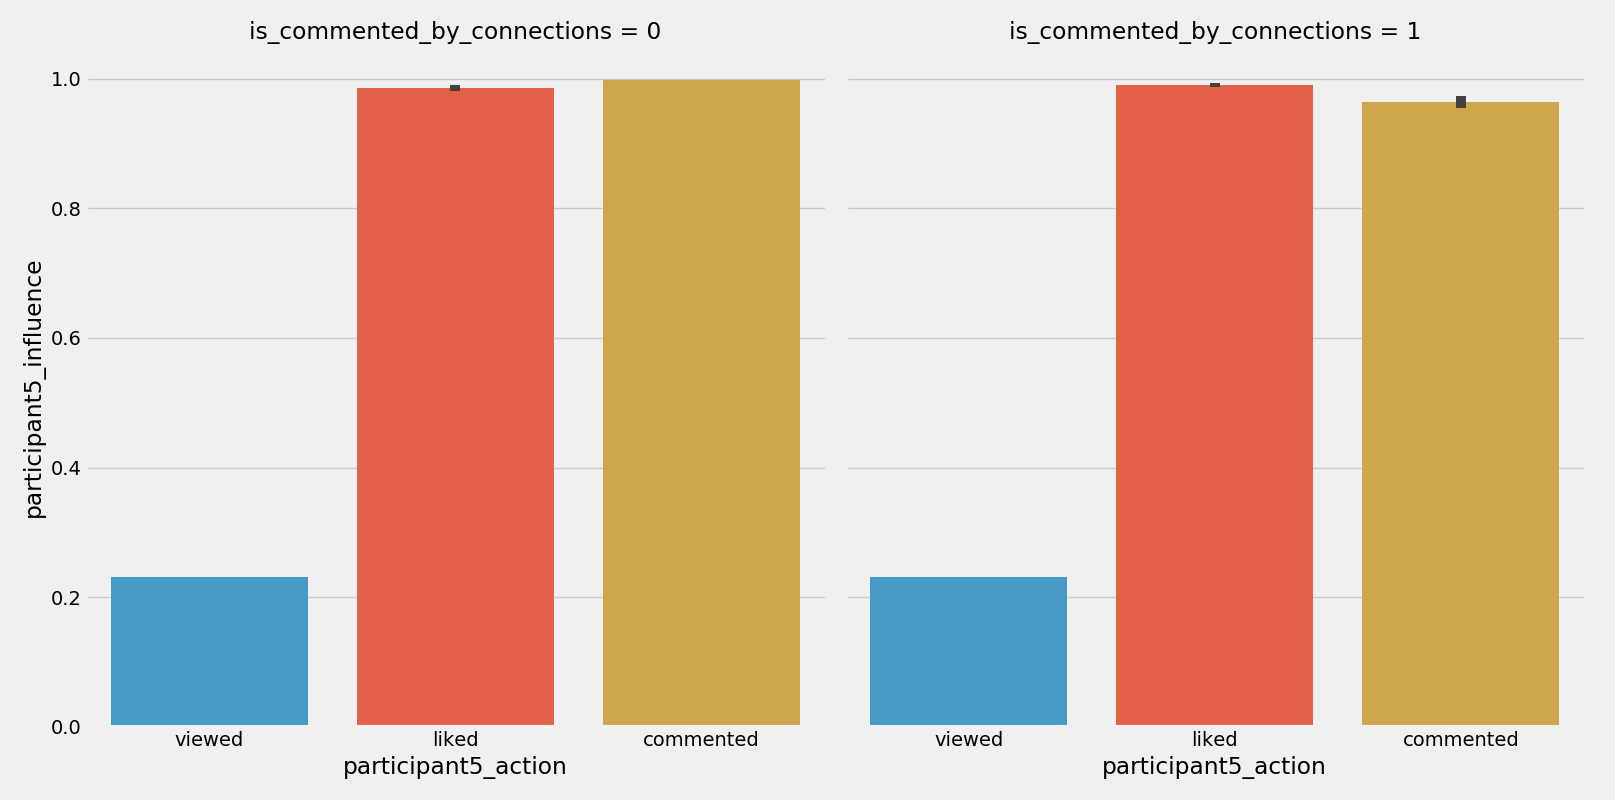 is_commented_by_connections = 0
is_commented_by_connections = 1
participant5_influence
1.0
0.8
0.6
0.4
0.2
0.0
viewed liked commented
viewed liked commented
participant5_action
participant5_action